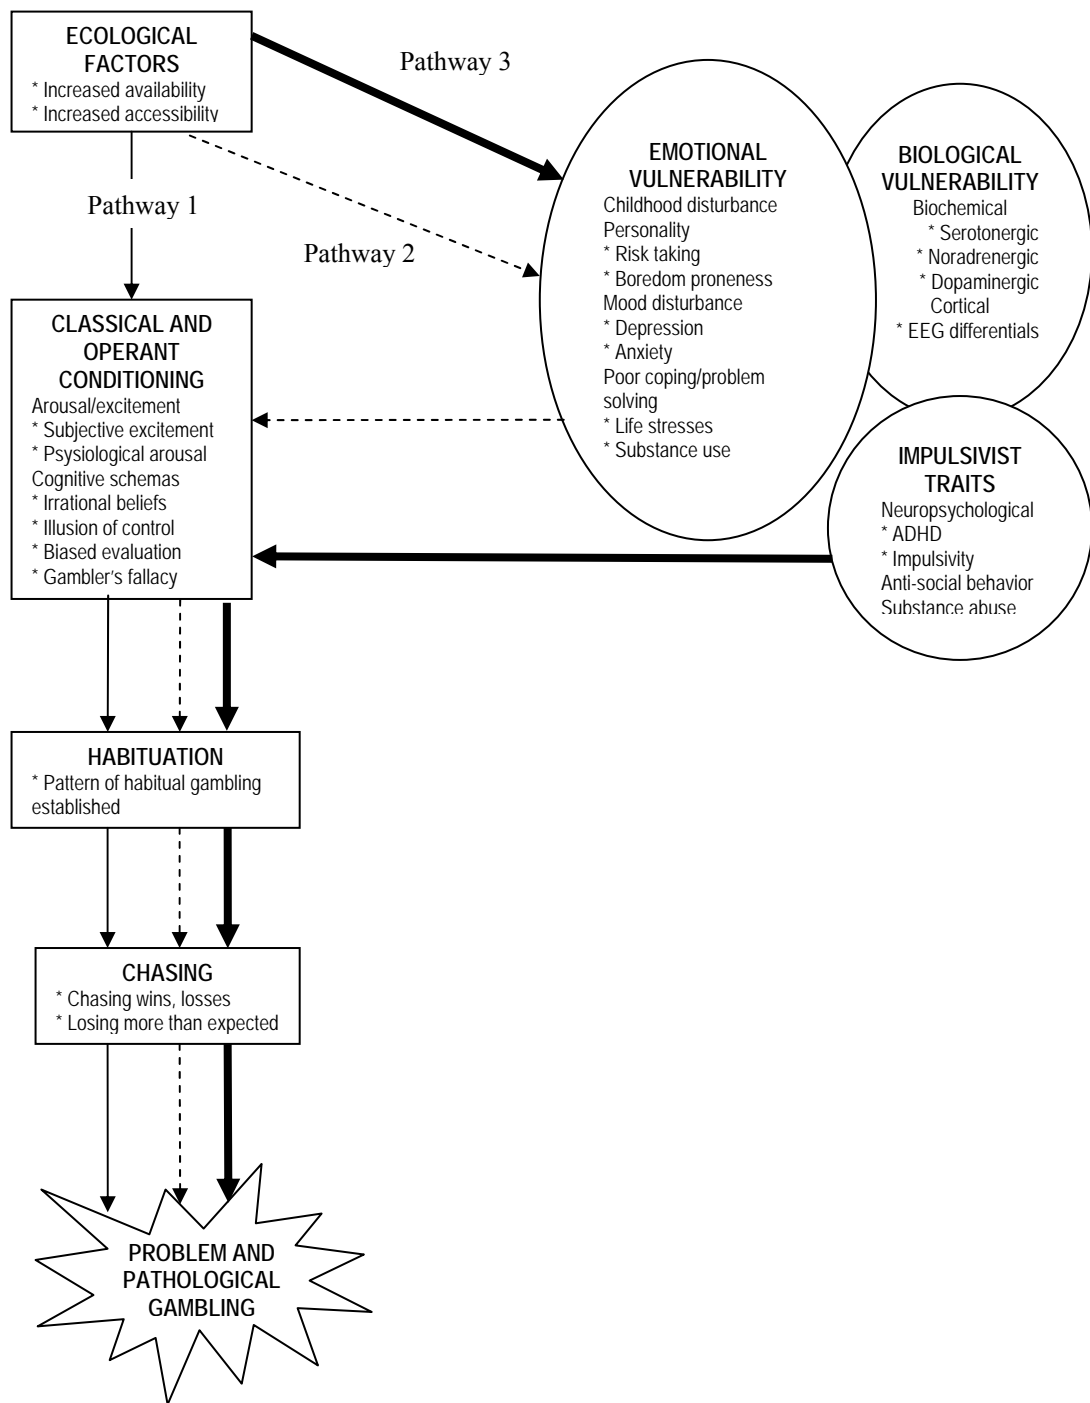 ECOLOGICAL
FACTORS
* Increased availability
* Increased accessibility
Pathway 3
Pathway 1
Pathway 2
EMOTIONAL
VULNERABILITY
Childhood disturbance
Personality
* Risk taking
* Boredom proneness
Mood disturbance
* Depression
* Anxiety
Poor coping/problem
solving
* Life stresses
* Substance use
BIOLOGICAL
VULNERABILITY
Biochemical
* Serotonergic
* Noradrenergic
* Dopaminergic
Cortical
* EEG differentials
IMPULSIVIST
TRAITS
Neuropsychological
* ADHD
* Impulsivity
Anti-social behavior
Substance abuse
CLASSICAL AND
OPERANT
CONDITIONING
Arousal/excitement
* Subjective excitement
* Psysiological arousal
Cognitive schemas
* Irrational beliefs
* Illusion of control
* Biased evaluation
* Gambler's fallacy
HABITUATION
* Pattern of habitual gambling
established
CHASING
* Chasing wins, losses
* Losing more than expected
PROBLEM AND
PATHOLOGICAL
GAMBLING